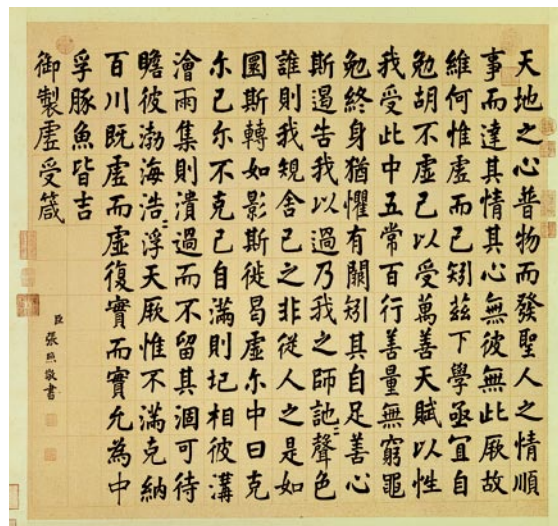 天地之心普物而發聖人之情順
事而達其情其心無彼無此厥故
維何惟虛而已矧茲下學亟宜自
勉胡不虛己以受萬善天賦以性
我受此中五常百行善量無窮黽
勉終身猶懼有闕矧其自足善心
斯遏告我以過乃我之師訑〻聲色
誰則我規舍己之非從人之是如
圜斯轉如影斯徙曷虛尔中曰克
尔己尔不克己自滿則圮相彼溝
澮雨集則潰過而不留其涸可待
瞻彼渤海浩〻浮天厥惟不滿克納
百川既虛而虛復實而實允為中
孚豚魚皆吉
御製虛受箴
臣張照敬書